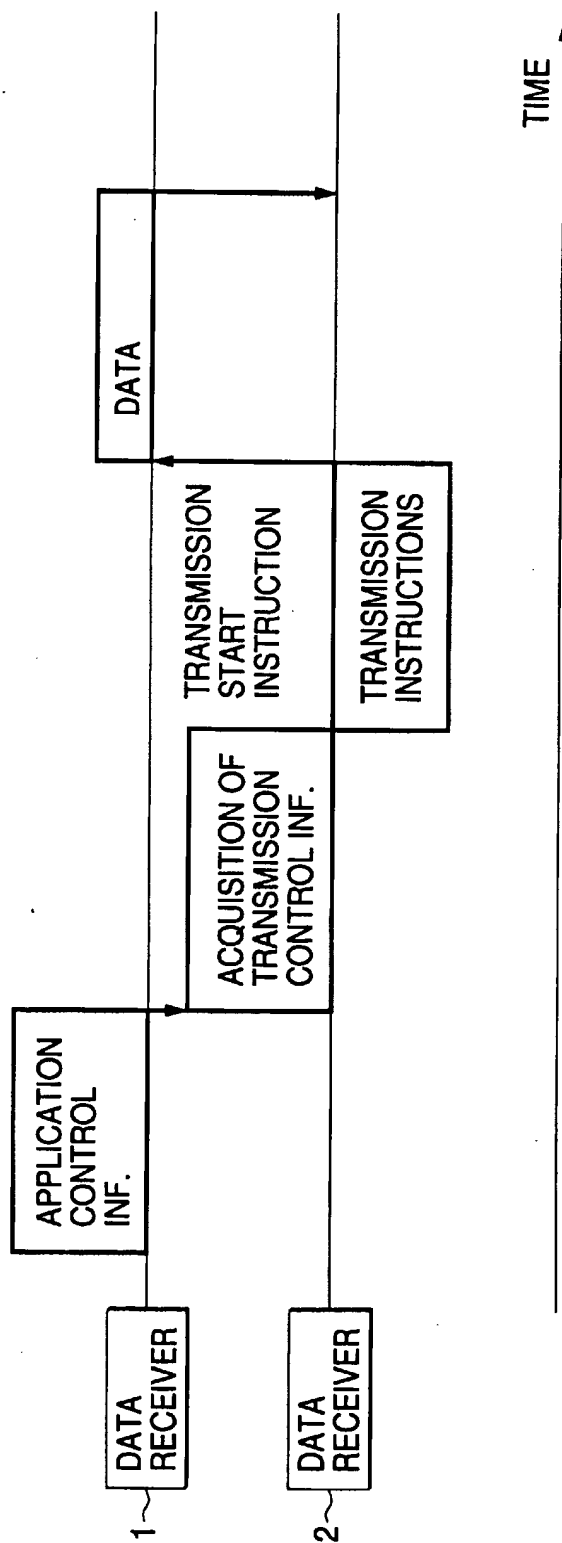 APPLICATION
CONTROL
INF.
DATA
ACQUISITION OF
TRANSMISSION
CONTROL INF.
TRANSMISSION
START
INSTRUCTION
TRANSMISSION
INSTRUCTIONS
1
DATA
RECEIVER
2
DATA
RECEIVER
TIME